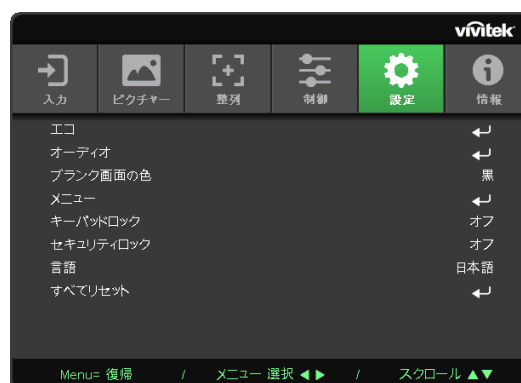 vivitek
入力 ピクチャー 整列 制御 設定 情報
エコ
オーディオ
ブランク画面の色 黒
メニュー
キーパッドロック オフ
セキュリティロック オフ
言語 日本語
すべてリセット
Menu= 復帰 / メニュー 選択 ◀ ▶ / スクロール ▲▼